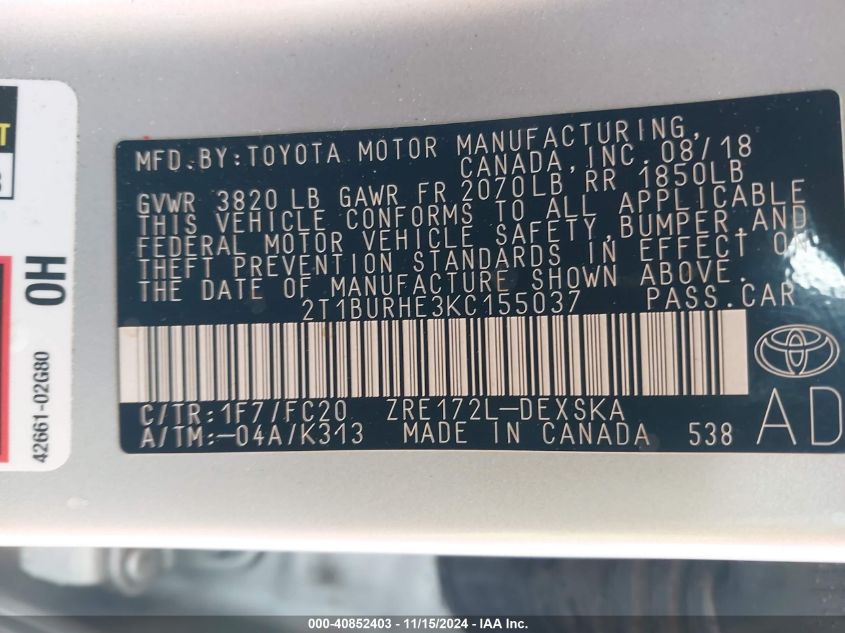 T
3
OH
42661-02G80
MFD.BY:TOYOTA MOTOR MANUFACTURING,
CANADA,INC.08/18
GVWR 3820 LB GAWR FR 2070LB RR 1850LB
THIS VEHICLE CONFORMS TO ALL APPLICABLE
FEDERAL MOTOR VEHICLE SAFETY,BUMPER,AND
THEFT PREVENTION STANDARDS IN EFFECT ON
THE DATE OF MANUFACTURE SHOWN ABOVE.
2T1BURHE3KC155037 PASS.CAR
C/TR:1F7/FC20 ZRE172L-DEXSKA
A/TM:-04A/K313 MADE IN CANADA 538
AD
000-40852403 - 11/15/2024 - IAA Inc.